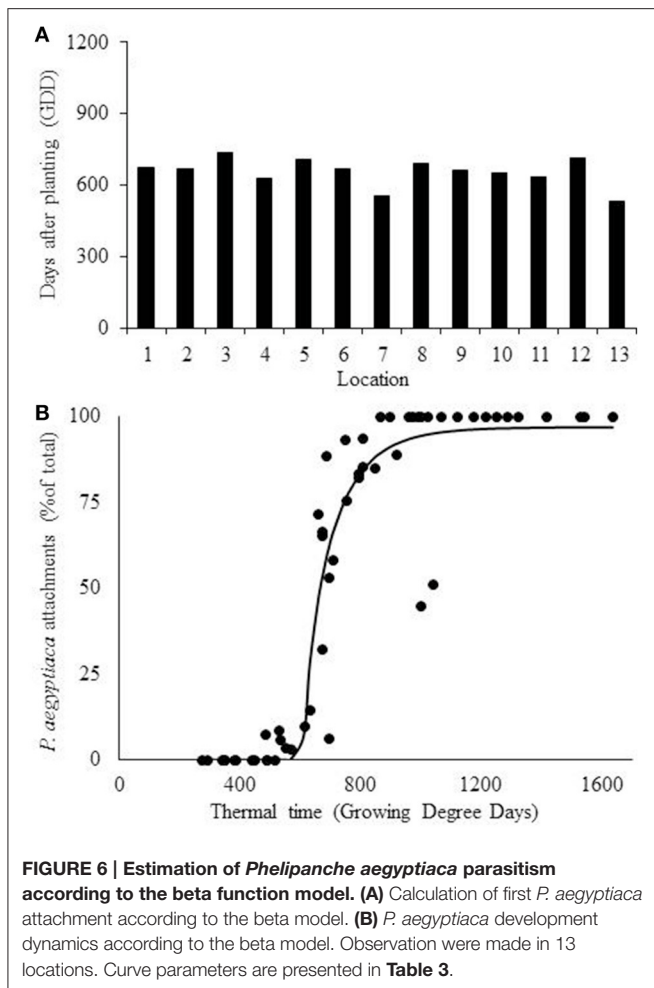 A
1200
900
600
300
0
Days after planting (GDD)
1 2 3 4 5 6 7 8 9 10 11 12 13
Location
B
100
75
50
25
0
P. aegyptiaca attachments (%of total)
0 400 800 1200 1600
Thermal time (Growing Degree Days)
FIGURE 6 | Estimation of Phelipanche aegyptiaca parasitism
according to the beta function model. (A) Calculation of first P. aegyptiaca
attachment according to the beta model. (B) P. aegyptiaca development
dynamics according to the beta model. Observation were made in 13
locations. Curve parameters are presented in Table 3.